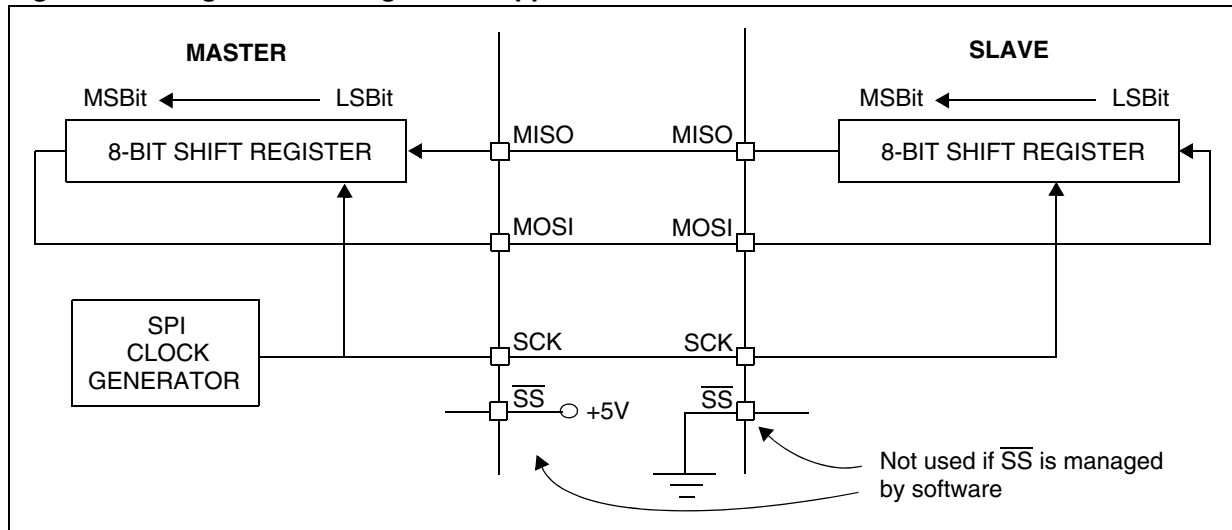 MASTER
SLAVE
MSBit LSBit
MSBit LSBit
8-BIT SHIFT REGISTER
MISO
MISO
8-BIT SHIFT REGISTER
MOSI
MOSI
SPI
CLOCK
GENERATOR
SCK
SCK
SS
+5V
SS
Not used if SS is managed
by software